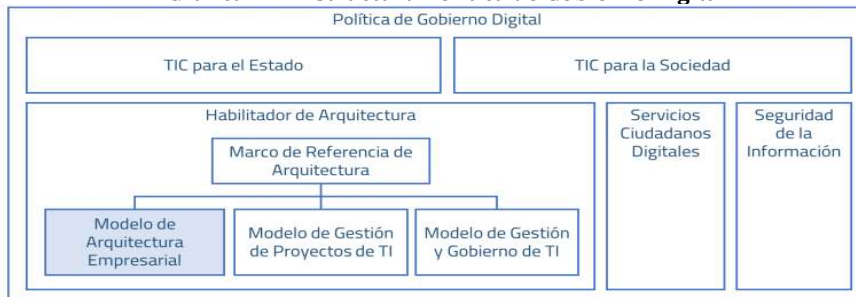 Política de Gobierno Digital
TIC para el Estado
TIC para la Sociedad
Habilitador de Arquitectura
Marco de Referencia de
Arquitectura
Modelo de
Arquitectura
Empresarial
Modelo de Gestión
de Proyectos de TI
Modelo de Gestión
y Gobierno de TI
Servicios
Ciudadanos
Digitales
Seguridad
de la
Información